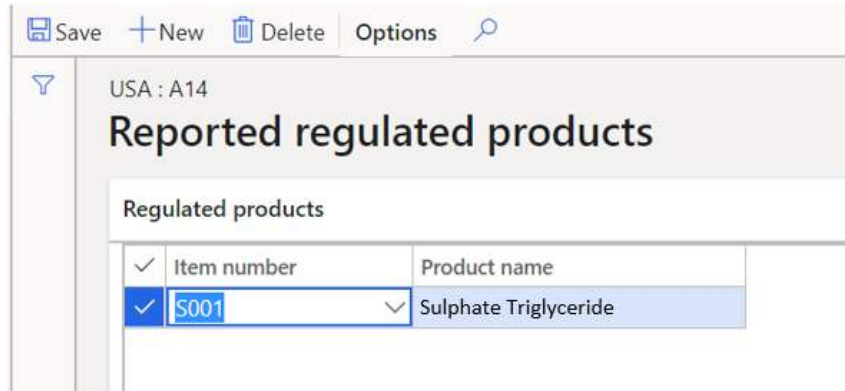 Save New Delete Options
USA : A14
Reported regulated products
Regulated products
Item number Product name
S001 Sulphate Triglyceride